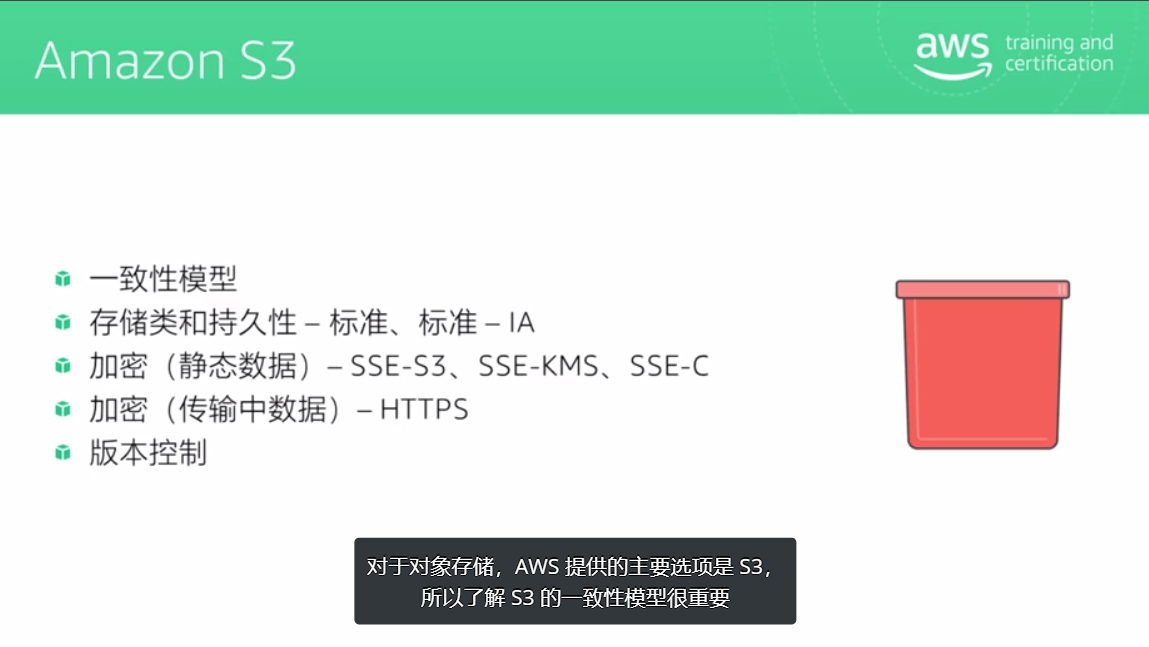 Amazon S3
aws training and
certification
一致性模型
存储类和持久性 – 标准、标准 – IA
加密（静态数据）– SSE-S3、SSE-KMS、SSE-C
加密（传输中数据）– HTTPS
版本控制
对于对象存储，AWS 提供的主要选项是 S3，
所以了解 S3 的一致性模型很重要